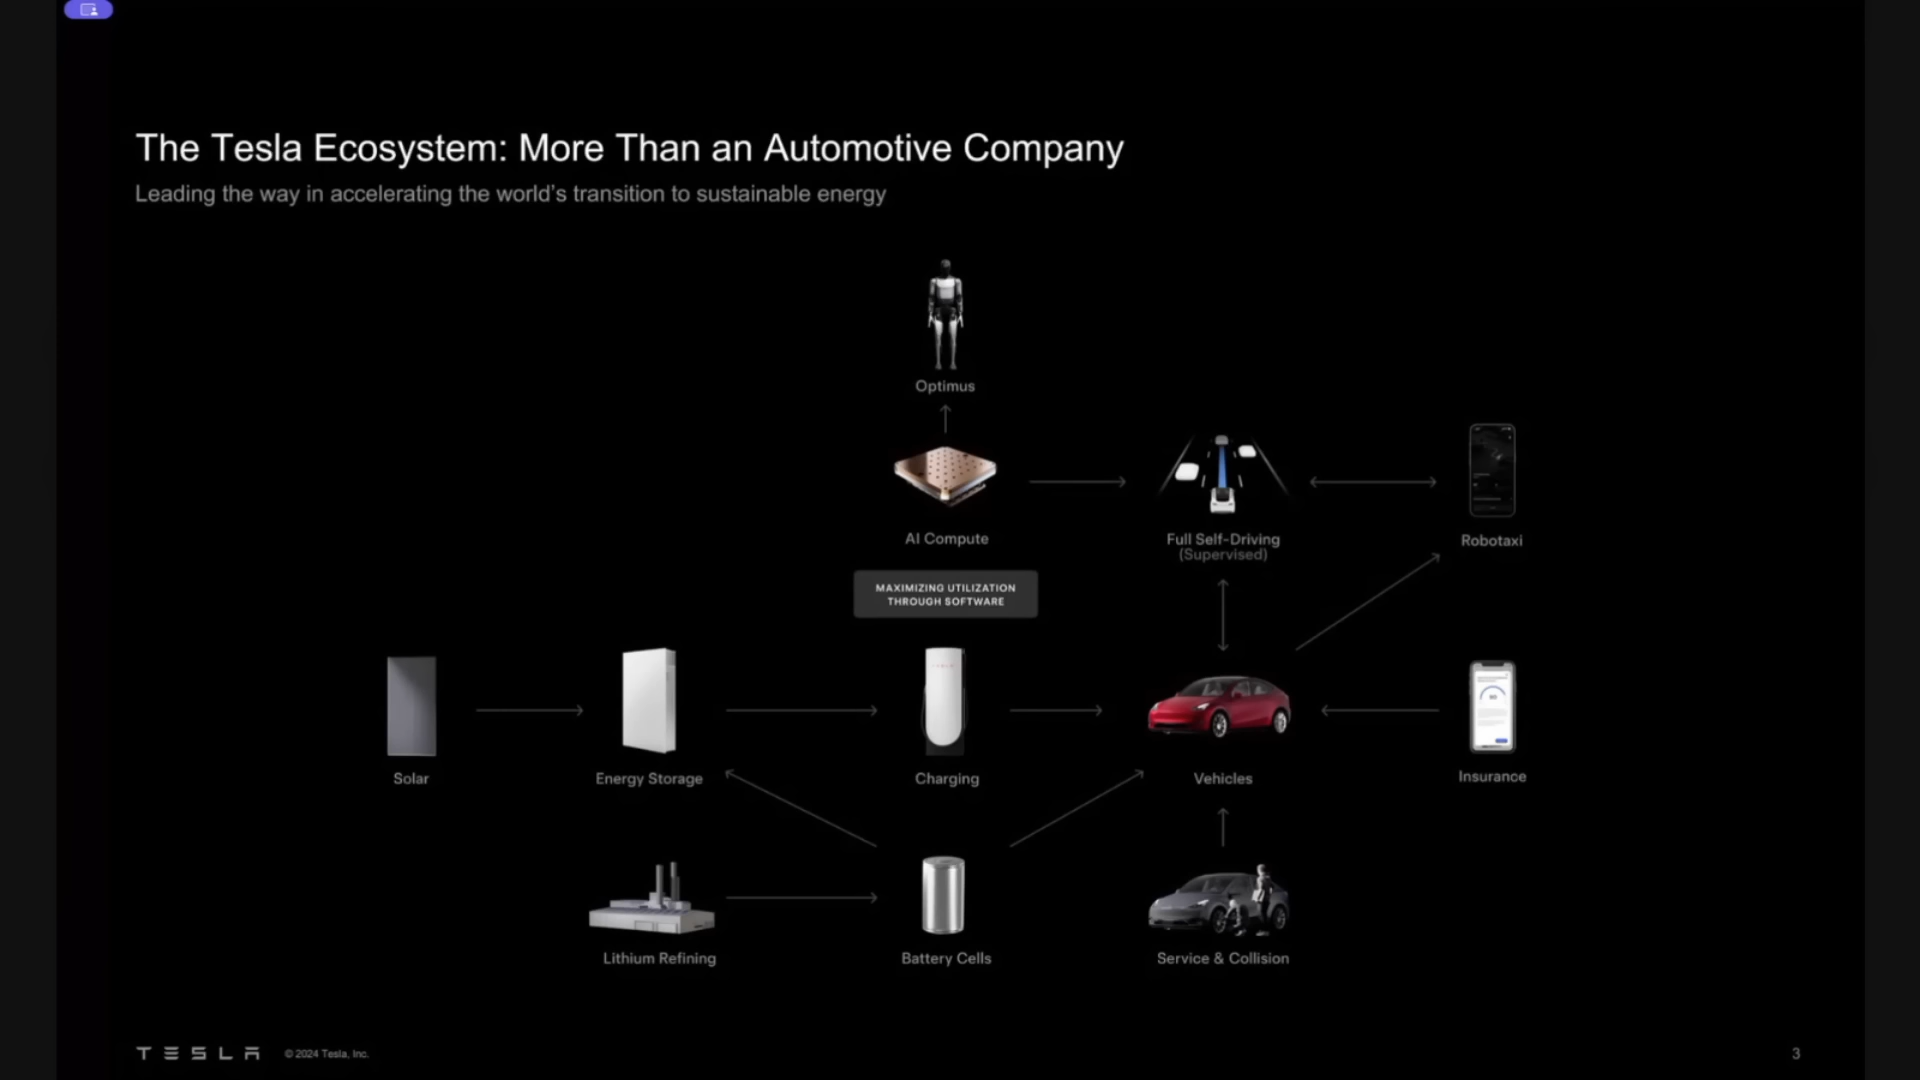 The Tesla Ecosystem: More Than an Automotive Company
Leading the way in accelerating the world's transition to sustainable energy
Optimus
AI Compute
Full Self-Driving
(Supervised)
Robotaxi
MAXIMIZING UTILIZATION
THROUGH SOFTWARE
Solar
Energy Storage
Charging
Vehicles
Insurance
Lithium Refining
Battery Cells
Service & Collision
TESLA
© 2024 Tesla, Inc.
3